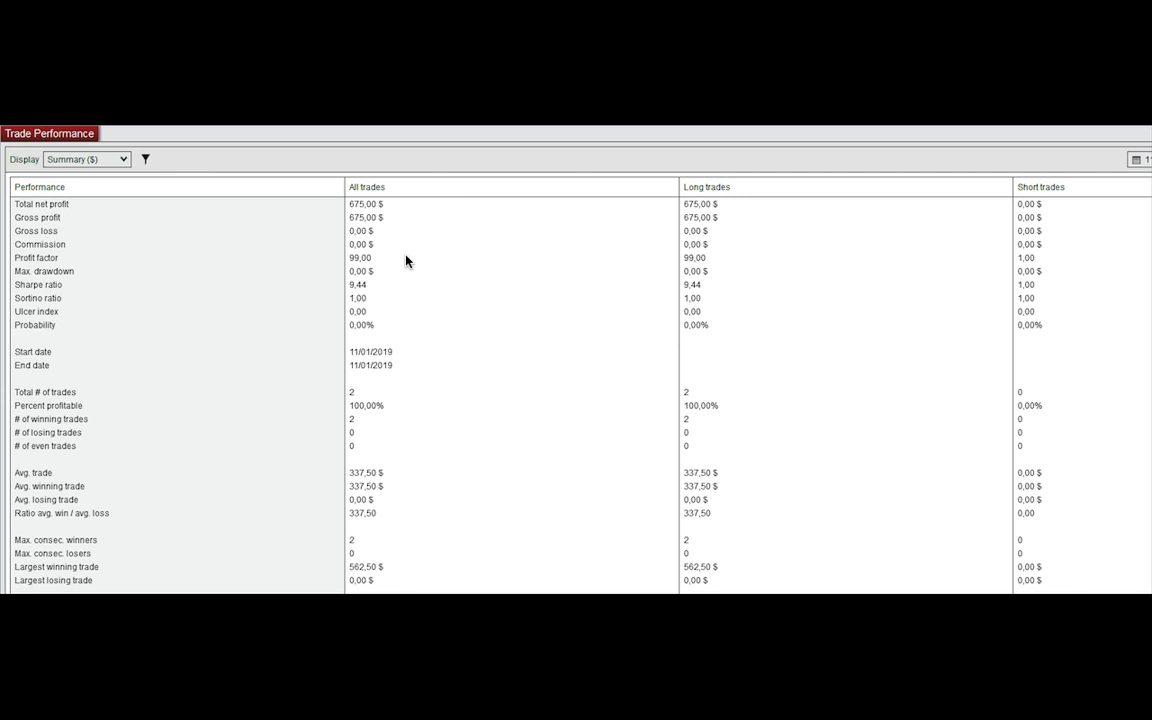 Trade Performance
Display Summary ($) 1
Performance All trades Long trades Short trades
Total net profit 675,00 $ 675,00 $ 0,00 $
Gross profit 675,00 $ 675,00 $ 0,00 $
Gross loss 0,00 $ 0,00 $ 0,00 $
Commission 0,00 $ 0,00 $ 0,00 $
Profit factor 99,00 99,00 1,00
Max. drawdown 0,00 $ 0,00 $ 0,00 $
Sharpe ratio 9,44 9,44 1,00
Sortino ratio 1,00 1,00 1,00
Ulcer index 0,00 0,00 0,00
Probability 0,00% 0,00% 0,00%
Start date 11/01/2019
End date 11/01/2019
Total # of trades 2 2 0
Percent profitable 100,00% 100,00% 0,00%
# of winning trades 2 2 0
# of losing trades 0 0 0
# of even trades 0 0 0
Avg. trade 337,50 $ 337,50 $ 0,00 $
Avg. winning trade 337,50 $ 337,50 $ 0,00 $
Avg. losing trade 0,00 $ 0,00 $ 0,00 $
Ratio avg. win / avg. loss 337,50 337,50 0,00
Max. consec. winners 2 2 0
Max. consec. losers 0 0 0
Largest winning trade 562,50 $ 562,50 $ 0,00 $
Largest losing trade 0,00 $ 0,00 $ 0,00 $